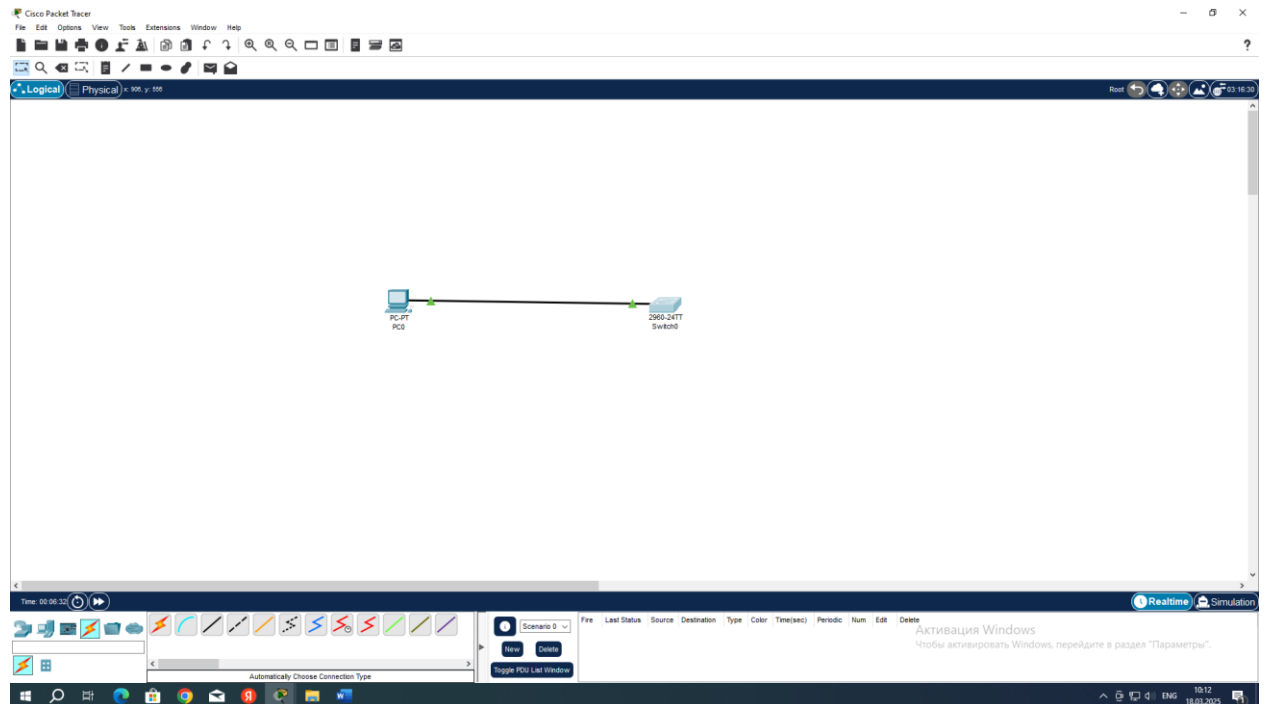 Cisco Packet Tracer
File Edit Options View Tools Extensions Window Help
?
Logical Physical x: 906, y: 556 Root 03:16:30
PC-PT
PC0
2960-24TT
Switch0
Time: 00:06:32 Realtime Simulation
Scenario 0
New Delete
Toggle PDU List Window
Fire Last Status Source Destination Type Color Time(sec) Periodic Num Edit Delete
Активация Windows
Чтобы активировать Windows, перейдите в раздел "Параметры".
Automatically Choose Connection Type
ENG 10:12
18.03.2025